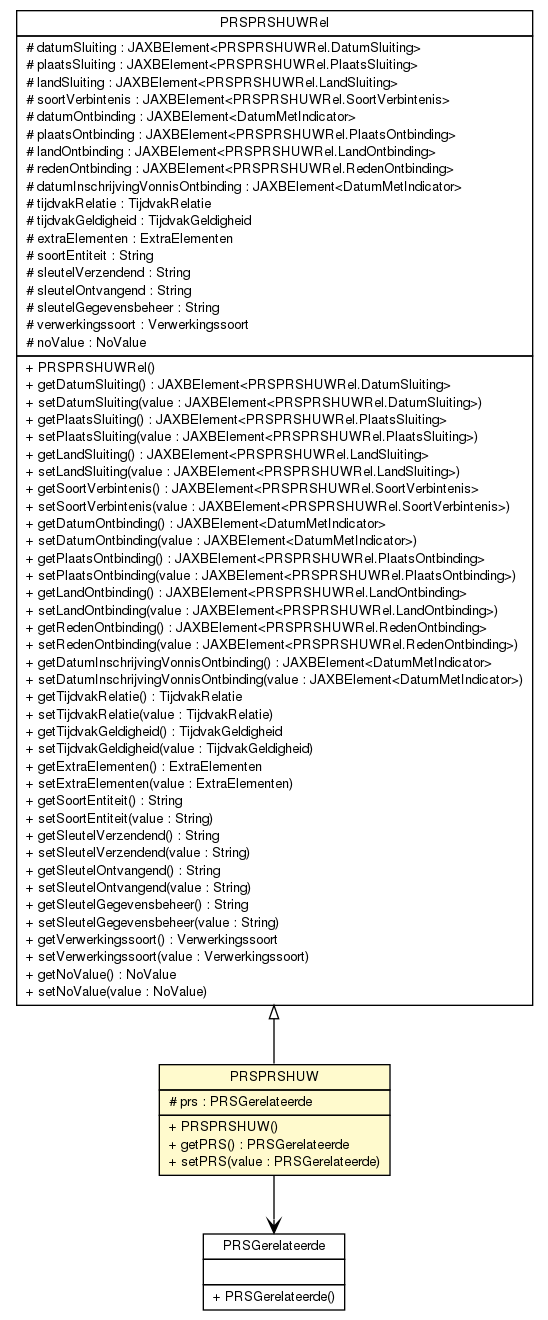 PRSPRSHUWRel
# datumSluiting : JAXBElement<PRSPRSHUWRel.DatumSluiting>
# plaatsSluiting : JAXBElement<PRSPRSHUWRel.PlaatsSluiting>
# landSluiting : JAXBElement<PRSPRSHUWRel.LandSluiting>
# soortVerbintenis : JAXBElement<PRSPRSHUWRel.SoortVerbintenis>
# datumOntbinding : JAXBElement<DatumMetIndicator>
# plaatsOntbinding : JAXBElement<PRSPRSHUWRel.PlaatsOntbinding>
# landOntbinding : JAXBElement<PRSPRSHUWRel.LandOntbinding>
# redenOntbinding : JAXBElement<PRSPRSHUWRel.RedenOntbinding>
# datumInschrijvingVonnisOntbinding : JAXBElement<DatumMetIndicator>
# tijdvakRelatie : TijdvakRelatie
# tijdvakGeldigheid : TijdvakGeldigheid
# extraElementen : ExtraElementen
# soortEntiteit : String
# sleutelVerzendend : String
# sleutelOntvangend : String
# sleutelGegevensbeheer : String
# verwerkingssoort : Verwerkingssoort
# noValue : NoValue
+ PRSPRSHUWRel()
+ getDatumSluiting() : JAXBElement<PRSPRSHUWRel.DatumSluiting>
+ setDatumSluiting(value : JAXBElement<PRSPRSHUWRel.DatumSluiting>)
+ getPlaatsSluiting() : JAXBElement<PRSPRSHUWRel.PlaatsSluiting>
+ setPlaatsSluiting(value : JAXBElement<PRSPRSHUWRel.PlaatsSluiting>)
+ getLandSluiting() : JAXBElement<PRSPRSHUWRel.LandSluiting>
+ setLandSluiting(value : JAXBElement<PRSPRSHUWRel.LandSluiting>)
+ getSoortVerbintenis() : JAXBElement<PRSPRSHUWRel.SoortVerbintenis>
+ setSoortVerbintenis(value : JAXBElement<PRSPRSHUWRel.SoortVerbintenis>)
+ getDatumOntbinding() : JAXBElement<DatumMetIndicator>
+ setDatumOntbinding(value : JAXBElement<DatumMetIndicator>)
+ getPlaatsOntbinding() : JAXBElement<PRSPRSHUWRel.PlaatsOntbinding>
+ setPlaatsOntbinding(value : JAXBElement<PRSPRSHUWRel.PlaatsOntbinding>)
+ getLandOntbinding() : JAXBElement<PRSPRSHUWRel.LandOntbinding>
+ setLandOntbinding(value : JAXBElement<PRSPRSHUWRel.LandOntbinding>)
+ getRedenOntbinding() : JAXBElement<PRSPRSHUWRel.RedenOntbinding>
+ setRedenOntbinding(value : JAXBElement<PRSPRSHUWRel.RedenOntbinding>)
+ getDatumInschrijvingVonnisOntbinding() : JAXBElement<DatumMetIndicator>
+ setDatumInschrijvingVonnisOntbinding(value : JAXBElement<DatumMetIndicator>)
+ getTijdvakRelatie() : TijdvakRelatie
+ setTijdvakRelatie(value : TijdvakRelatie)
+ getTijdvakGeldigheid() : TijdvakGeldigheid
+ setTijdvakGeldigheid(value : TijdvakGeldigheid)
+ getExtraElementen() : ExtraElementen
+ setExtraElementen(value : ExtraElementen)
+ getSoortEntiteit() : String
+ setSoortEntiteit(value : String)
+ getSleutelVerzendend() : String
+ setSleutelVerzendend(value : String)
+ getSleutelOntvangend() : String
+ setSleutelOntvangend(value : String)
+ getSleutelGegevensbeheer() : String
+ setSleutelGegevensbeheer(value : String)
+ getVerwerkingssoort() : Verwerkingssoort
+ setVerwerkingssoort(value : Verwerkingssoort)
+ getNoValue() : NoValue
+ setNoValue(value : NoValue)
PRSPRSHUW
# prs : PRSGerelateerde
+ PRSPRSHUW()
+ getPRS() : PRSGerelateerde
+ setPRS(value : PRSGerelateerde)
PRSGerelateerde
+ PRSGerelateerde()